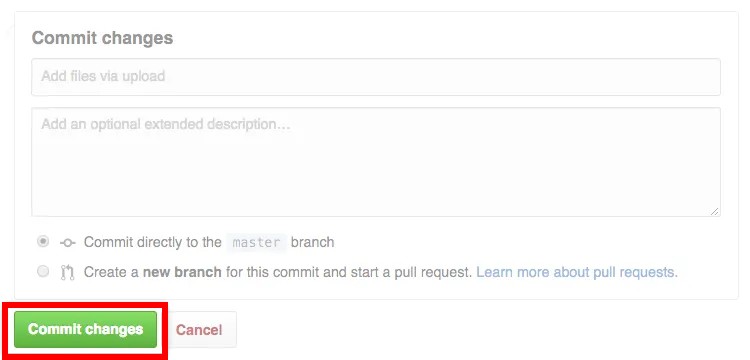 Commit changes
Add files via upload
Add an optional extended description…
Commit directly to the master branch
Create a new branch for this commit and start a pull request. Learn more about pull requests.
Commit changes Cancel